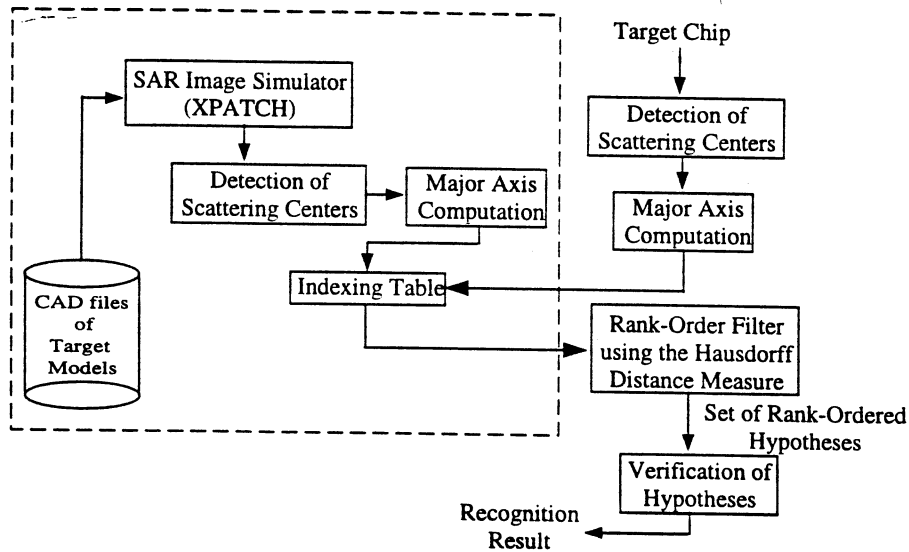 Target Chip
SAR Image Simulator
(XPATCH)
Detection of
Scattering Centers
Detection of
Scattering Centers
Major Axis
Computation
Major Axis
Computation
Indexing Table
CAD files
of
Target
Models
Rank-Order Filter
using the Hausdorff
Distance Measure
Set of Rank-Ordered
Hypotheses
Verification of
Hypotheses
Recognition
Result